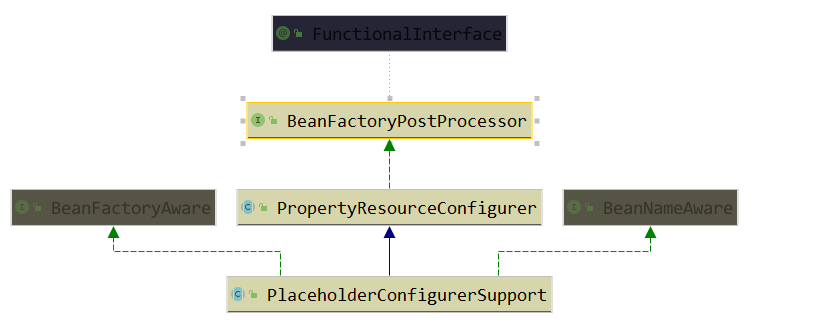 @ FunctionalInterface
I BeanFactoryPostProcessor
I BeanFactoryAware
C PropertyResourceConfigurer
I BeanNameAware
C PlaceholderConfigurerSupport